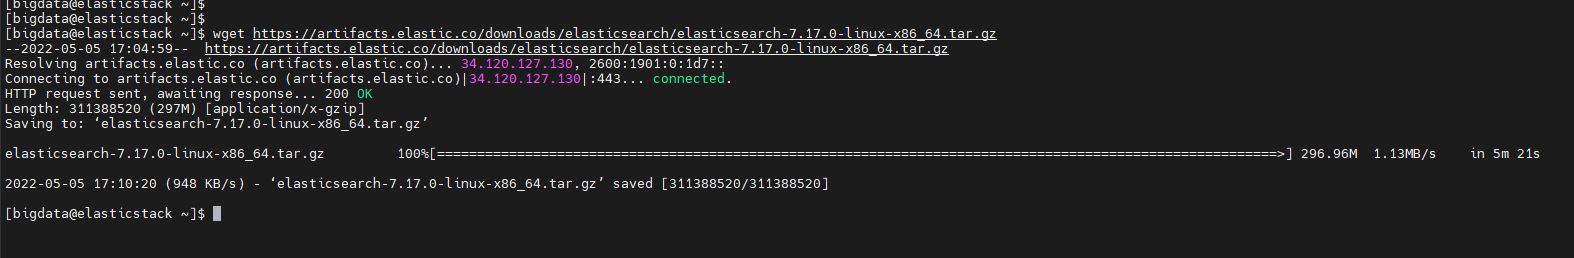 [bigdata@elasticstack ~]$
[bigdata@elasticstack ~]$
[bigdata@elasticstack ~]$ wget https://artifacts.elastic.co/downloads/elasticsearch/elasticsearch-7.17.0-linux-x86_64.tar.gz
--2022-05-05 17:04:59--  https://artifacts.elastic.co/downloads/elasticsearch/elasticsearch-7.17.0-linux-x86_64.tar.gz
Resolving artifacts.elastic.co (artifacts.elastic.co)... 34.120.127.130, 2600:1901:0:1d7::
Connecting to artifacts.elastic.co (artifacts.elastic.co)|34.120.127.130|:443... connected.
HTTP request sent, awaiting response... 200 OK
Length: 311388520 (297M) [application/x-gzip]
Saving to: ‘elasticsearch-7.17.0-linux-x86_64.tar.gz’
elasticsearch-7.17.0-linux-x86_64.tar.gz         100%[=========================================================================================================>] 296.96M  1.13MB/s    in 5m 21s
2022-05-05 17:10:20 (948 KB/s) - ‘elasticsearch-7.17.0-linux-x86_64.tar.gz’ saved [311388520/311388520]
[bigdata@elasticstack ~]$